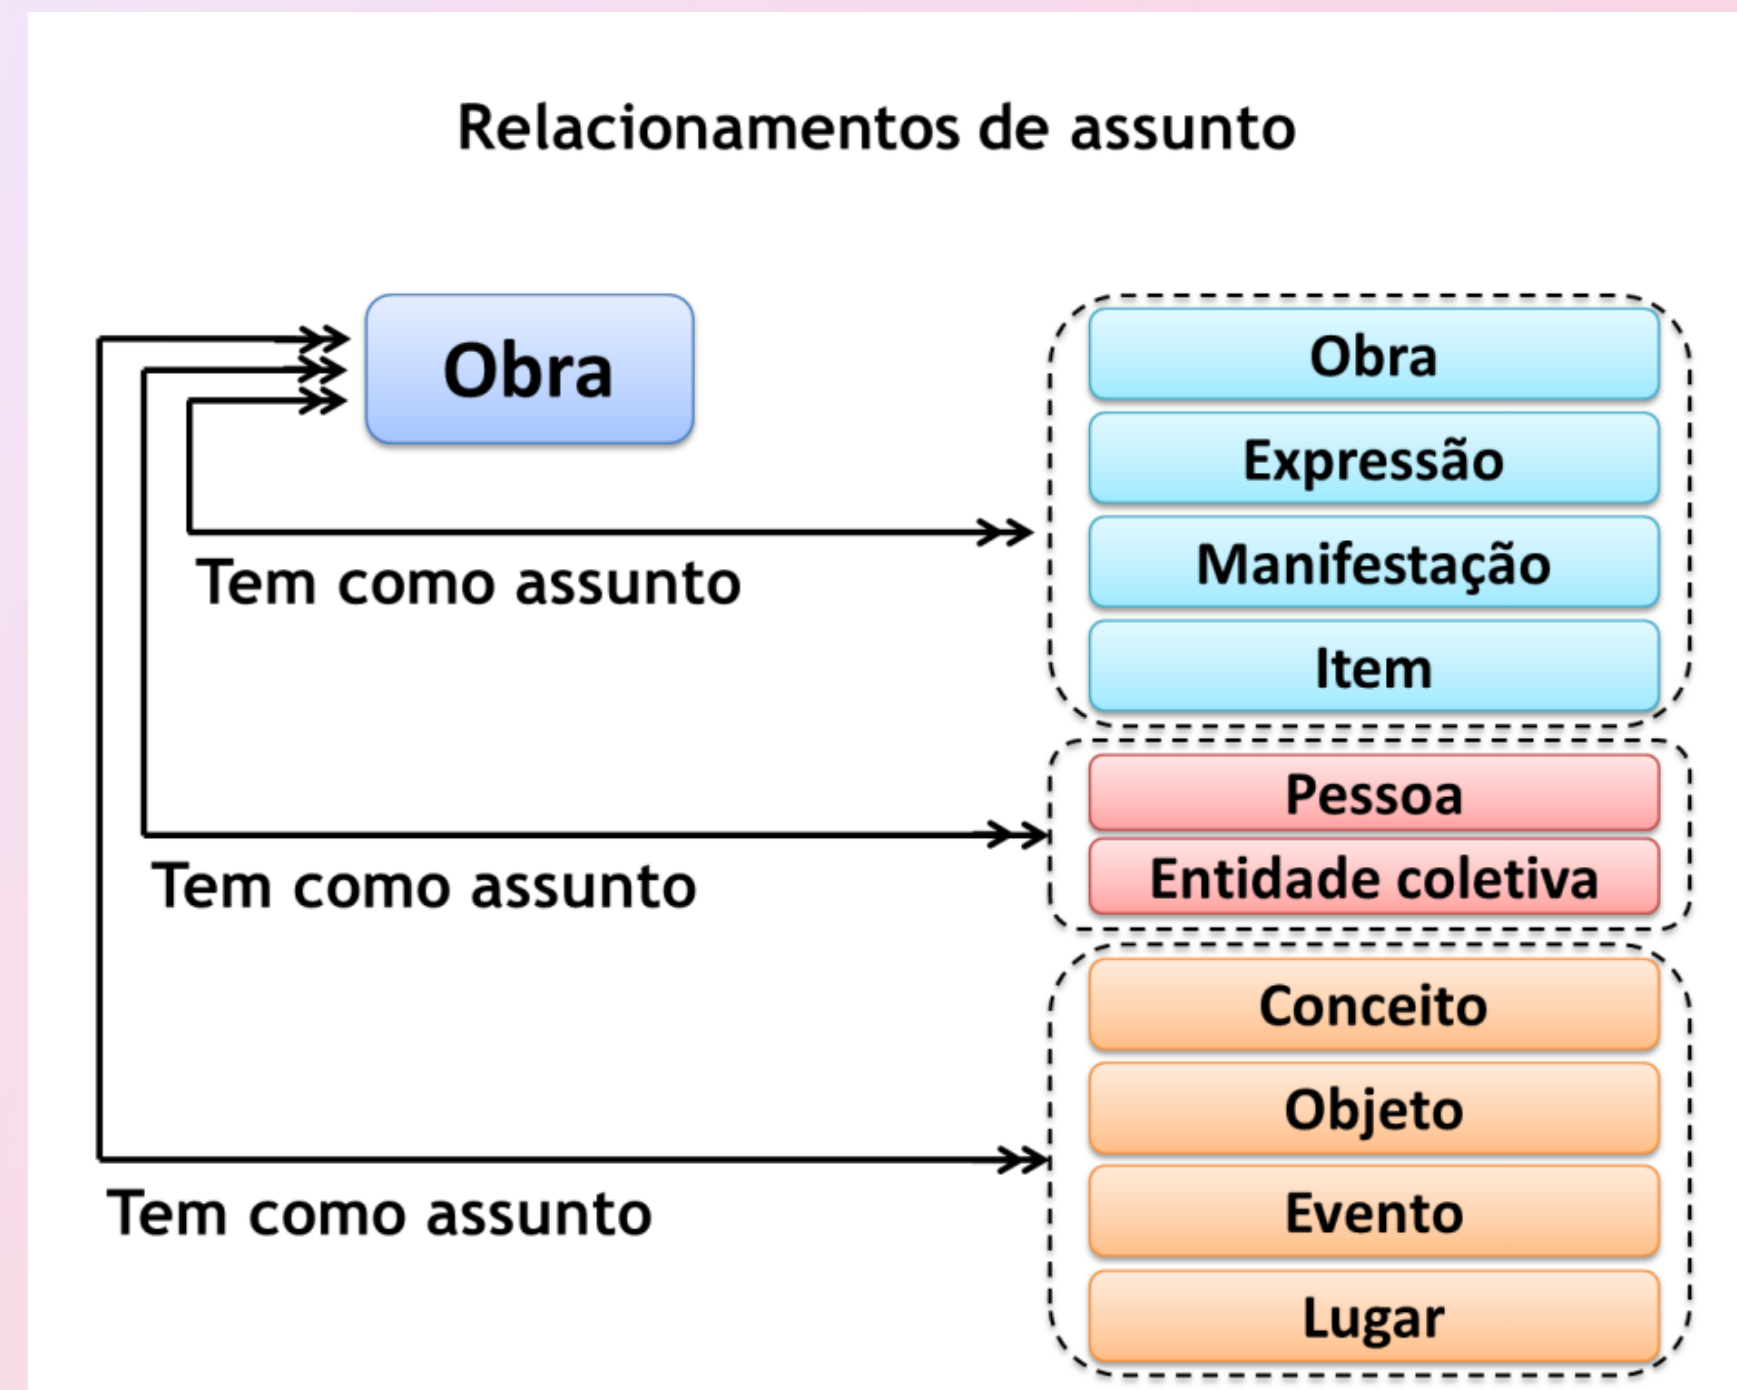 Relacionamentos de assunto
Obra
Obra
Expressão
Manifestação
Item
Tem como assunto
Pessoa
Entidade coletiva
Tem como assunto
Conceito
Objeto
Evento
Lugar
Tem como assunto